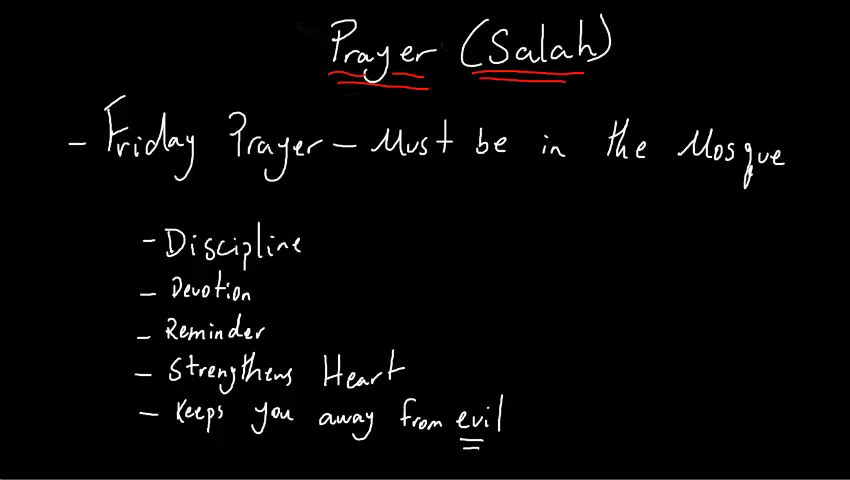 Prayer (Salah)
- Friday Prayer - Must be in the Mosque
- Discipline
- Devotion
- Reminder
- Strengthens Heart
- Keeps you away from evil